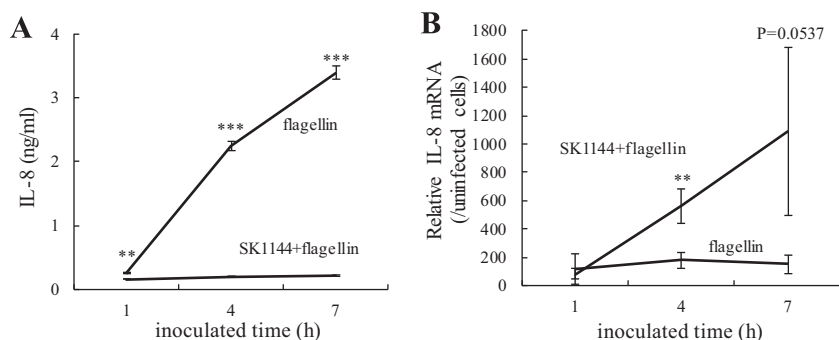 A
IL-8 (ng/ml)
4
3
2
1
0
**
***
***
flagellin
SK1144+flagellin
1 4 7
inoculated time (h)
B
Relative IL-8 mRNA
(/uninfected cells)
1800
1600
1400
1200
1000
800
600
400
200
0
P=0.0537
SK1144+flagellin
**
flagellin
1 4 7
inoculated time (h)